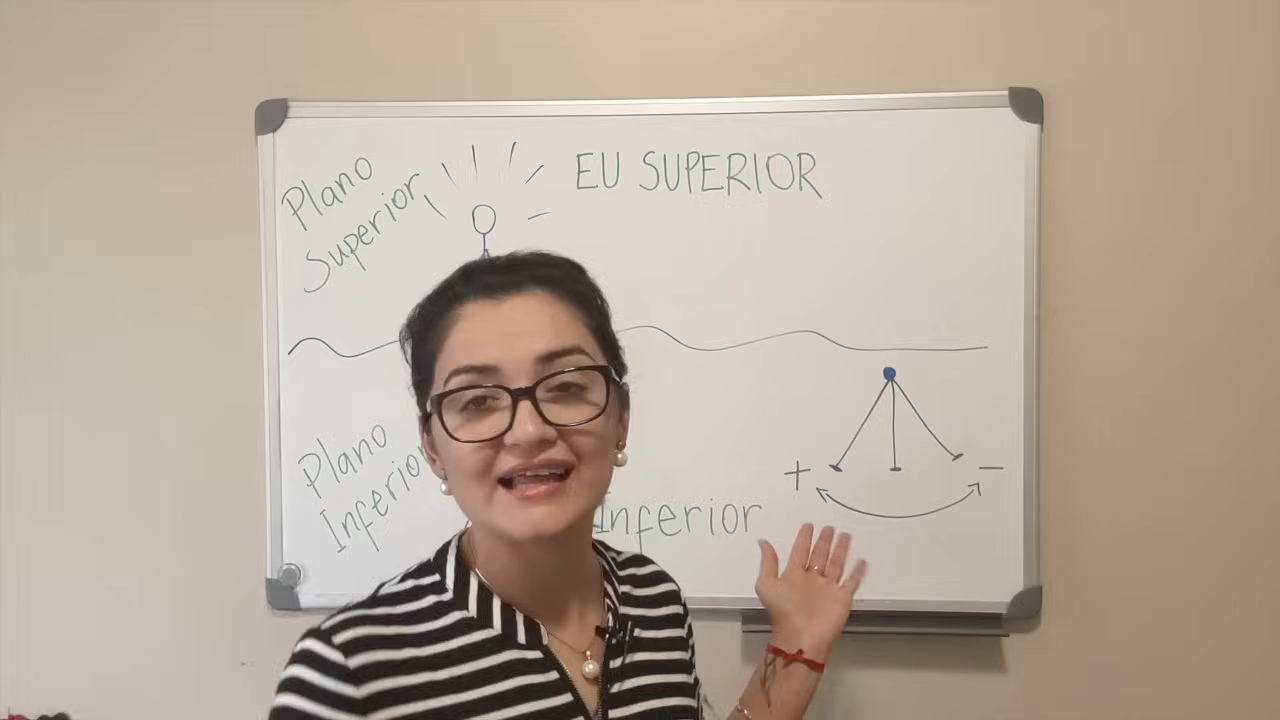 Plano
Superior
EU SUPERIOR
Plano
Inferior
Inferior
+ −